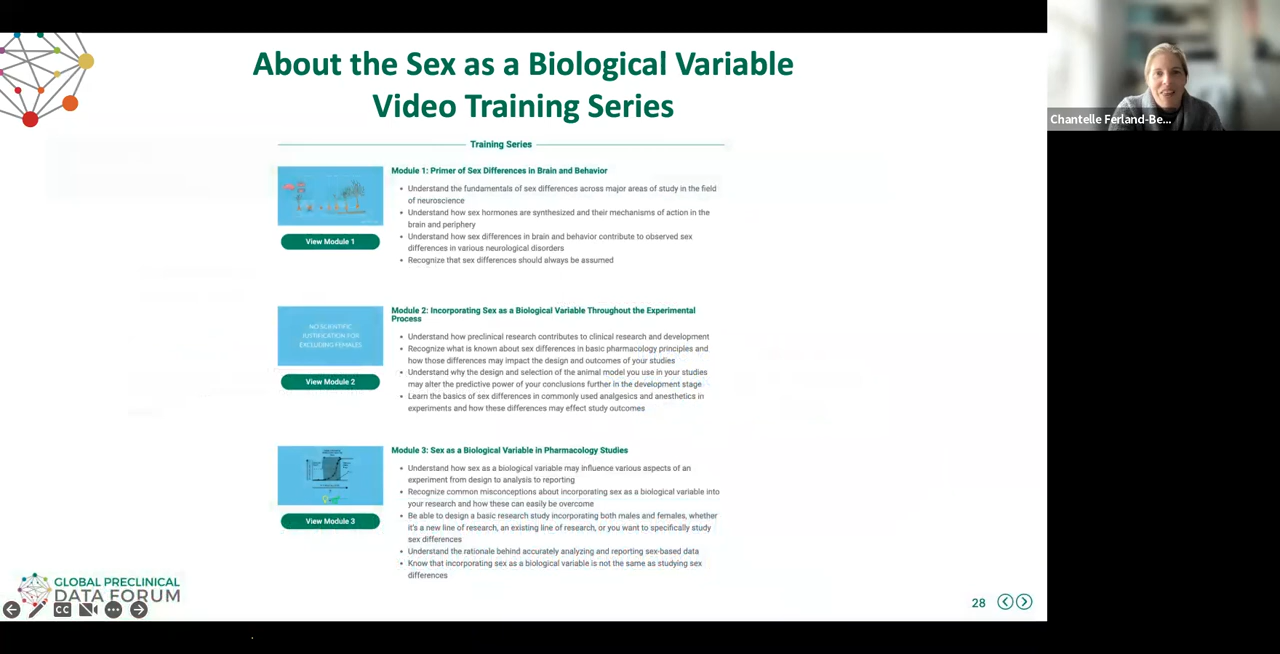 About the Sex as a Biological Variable
Video Training Series
Chantelle Ferland-Be...
Training Series
Module 1: Primer of Sex Differences in Brain and Behavior
• Understand the fundamentals of sex differences across major areas of study in the field
of neuroscience
• Understand how sex hormones are synthesized and their mechanisms of action in the
brain and periphery
• Understand how sex differences in brain and behavior contribute to observed sex
differences in various neurological disorders
• Recognize that sex differences should always be assumed
View Module 1
Module 2: Incorporating Sex as a Biological Variable Throughout the Experimental
Process
NO SCIENTIFIC
JUSTIFICATION FOR
EXCLUDING FEMALES
• Understand how preclinical research contributes to clinical research and development
• Recognize what is known about sex differences in basic pharmacology principles and
how those differences may impact the design and outcomes of your studies
• Understand why the design and selection of the animal model you use in your studies
may alter the predictive power of your conclusions further in the development stage
• Learn the basics of sex differences in commonly used analgesics and anesthetics in
experiments and how these differences may effect study outcomes
View Module 2
Module 3: Sex as a Biological Variable in Pharmacology Studies
• Understand how sex as a biological variable may influence various aspects of an
experiment from design to analysis to reporting
• Recognize common misconceptions about incorporating sex as a biological variable into
your research and how these can easily be overcome
• Be able to design a basic research study incorporating both males and females, whether
it's a new line of research, an existing line of research, or you want to specifically study
sex differences
• Understand the rationale behind accurately analyzing and reporting sex-based data
• Know that incorporating sex as a biological variable is not the same as studying sex
differences
View Module 3
GLOBAL PRECLINICAL
DATA FORUM
CC
28